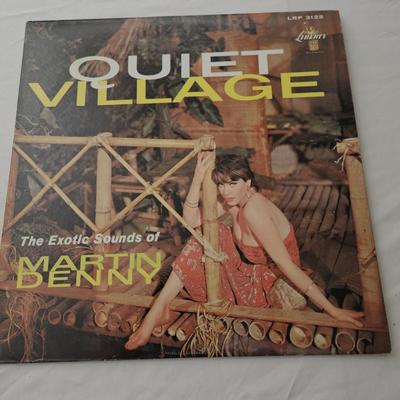 LRP 3122
LIBERTY
QUIET
VILLAGE
The Exotic Sounds of
MARTIN
DENNY